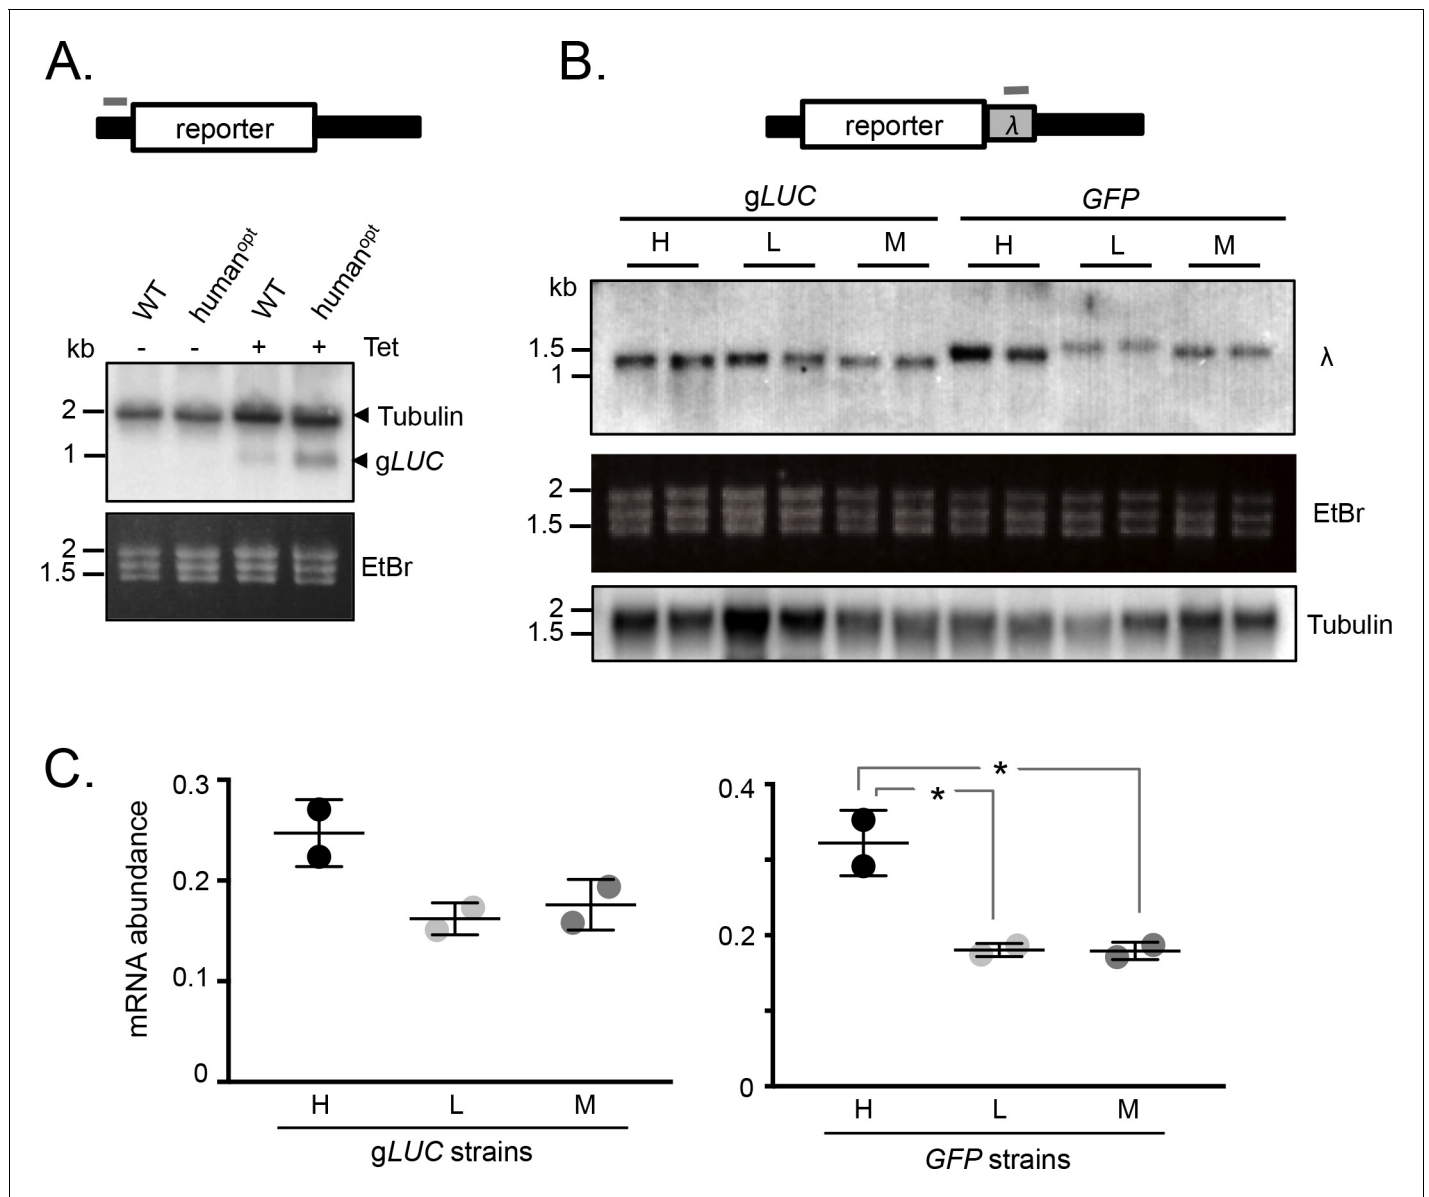 A.
reporter
WT
human^opt
WT
human^opt
kb - - + + Tet
2
Tubulin
1
gLUC
2
1.5
EtBr
B.
reporter λ
gLUC GFP
H L M H L M
kb
1.5
1
λ
2
1.5
EtBr
2
1.5
Tubulin
C.
mRNA abundance
0.3
0.2
0.1
0
H L M
gLUC strains
0.4
0.2
0
* *
H L M
GFP strains